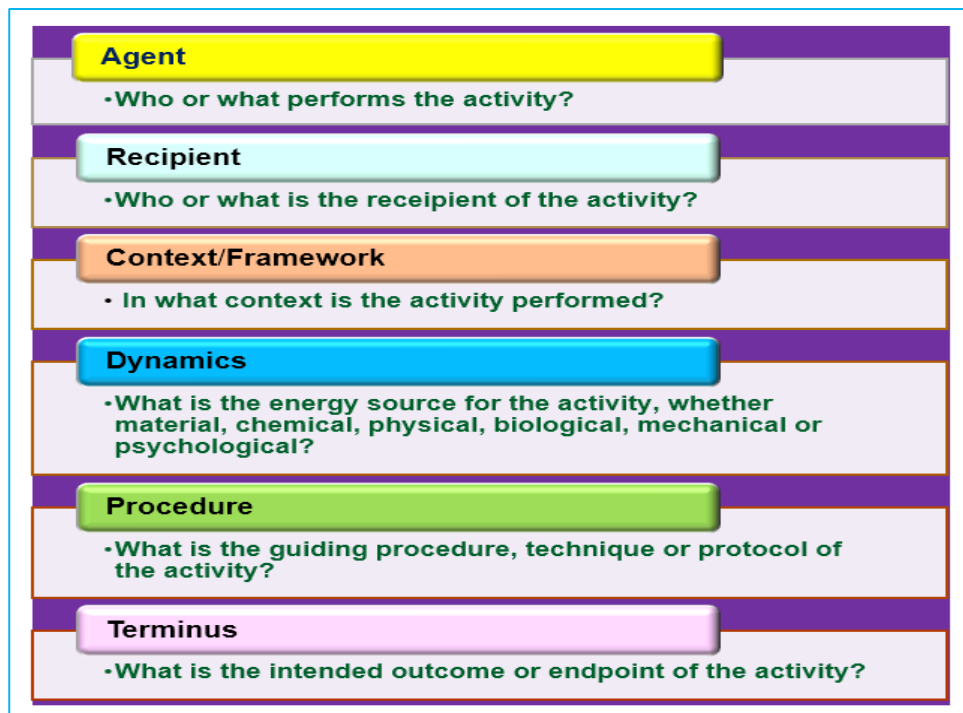 Agent
•Who or what performs the activity?
Recipient
•Who or what is the receipient of the activity?
Context/Framework
• In what context is the activity performed?
Dynamics
•What is the energy source for the activity, whether
material, chemical, physical, biological, mechanical or
psychological?
Procedure
•What is the guiding procedure, technique or protocol of
the activity?
Terminus
•What is the intended outcome or endpoint of the activity?